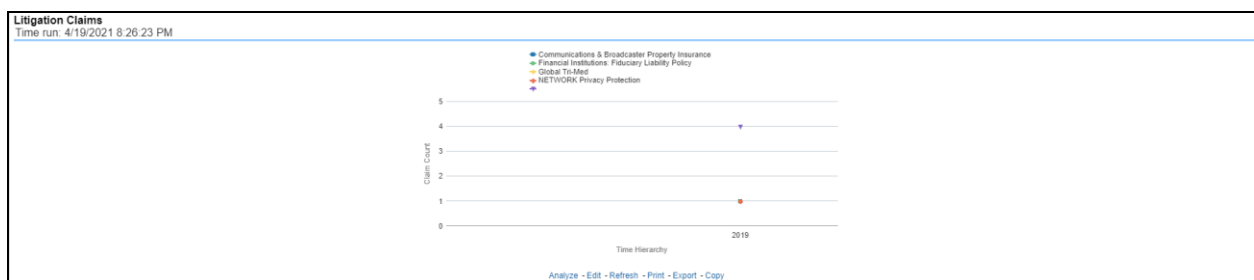 Litigation Claims
Time run: 4/19/2021 8:26:23 PM
Communications & Broadcaster Property Insurance
Financial Institutions: Fiduciary Liability Policy
Global Tri-Med
NETWORK Privacy Protection
5
4
3
2
1
0
Claim Count
2019
Time Hierarchy
Analyze - Edit - Refresh - Print - Export - Copy